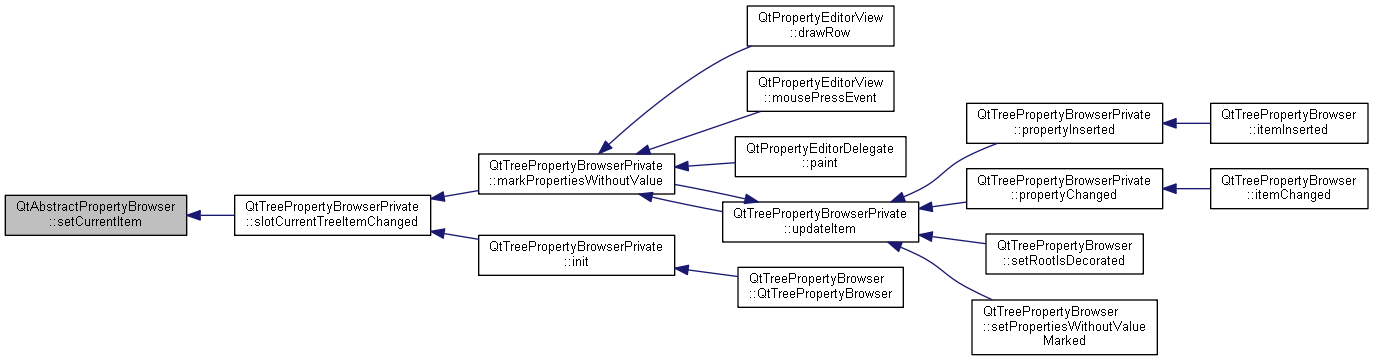 QtAbstractPropertyBrowser
::setCurrentItem
QtTreePropertyBrowserPrivate
::slotCurrentTreeItemChanged
QtTreePropertyBrowserPrivate
::markPropertiesWithoutValue
QtTreePropertyBrowserPrivate
::init
QtPropertyEditorView
::drawRow
QtPropertyEditorView
::mousePressEvent
QtPropertyEditorDelegate
::paint
QtTreePropertyBrowserPrivate
::updateItem
QtTreePropertyBrowser
::QtTreePropertyBrowser
QtTreePropertyBrowserPrivate
::propertyInserted
QtTreePropertyBrowserPrivate
::propertyChanged
QtTreePropertyBrowser
::setRootIsDecorated
QtTreePropertyBrowser
::setPropertiesWithoutValue
Marked
QtTreePropertyBrowser
::itemInserted
QtTreePropertyBrowser
::itemChanged